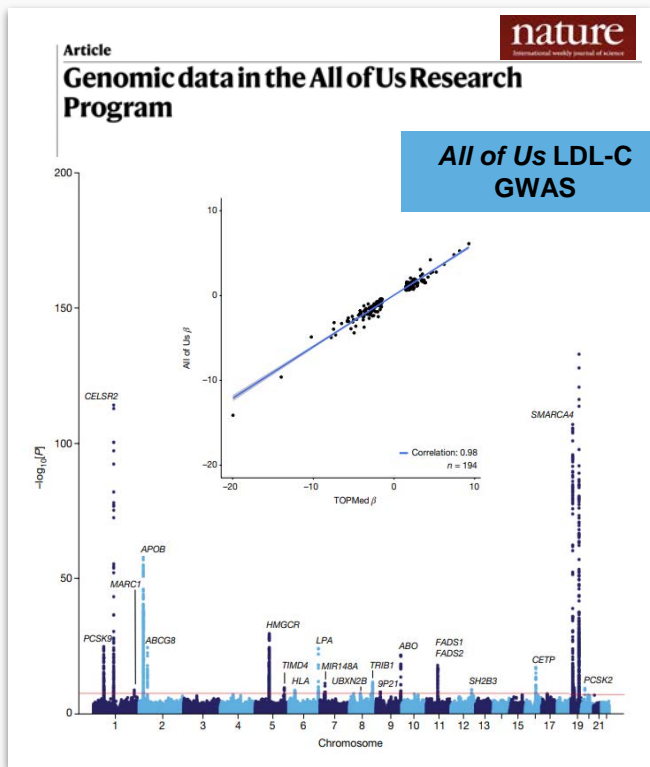 nature
International weekly journal of science
Article
Genomic data in the All of Us Research
Program
All of Us LDL-C
GWAS
200
150
100
50
0
–log10[P]
10
0
–10
–20
All of Us β
–20
–10
0
10
TOPMed β
Correlation: 0.98
n = 194
CELSR2
SMARCA4
APOB
MARC1
PCSK9
ABCG8
HMGCR
TIMD4
HLA
LPA
MIR148A
UBXN2B
TRIB1
9P21
ABO
FADS1
FADS2
SH2B3
CETP
PCSK2
1 2 3 4 5 6 7 8 9 10 11 12 13 14 15 17 19 21
Chromosome